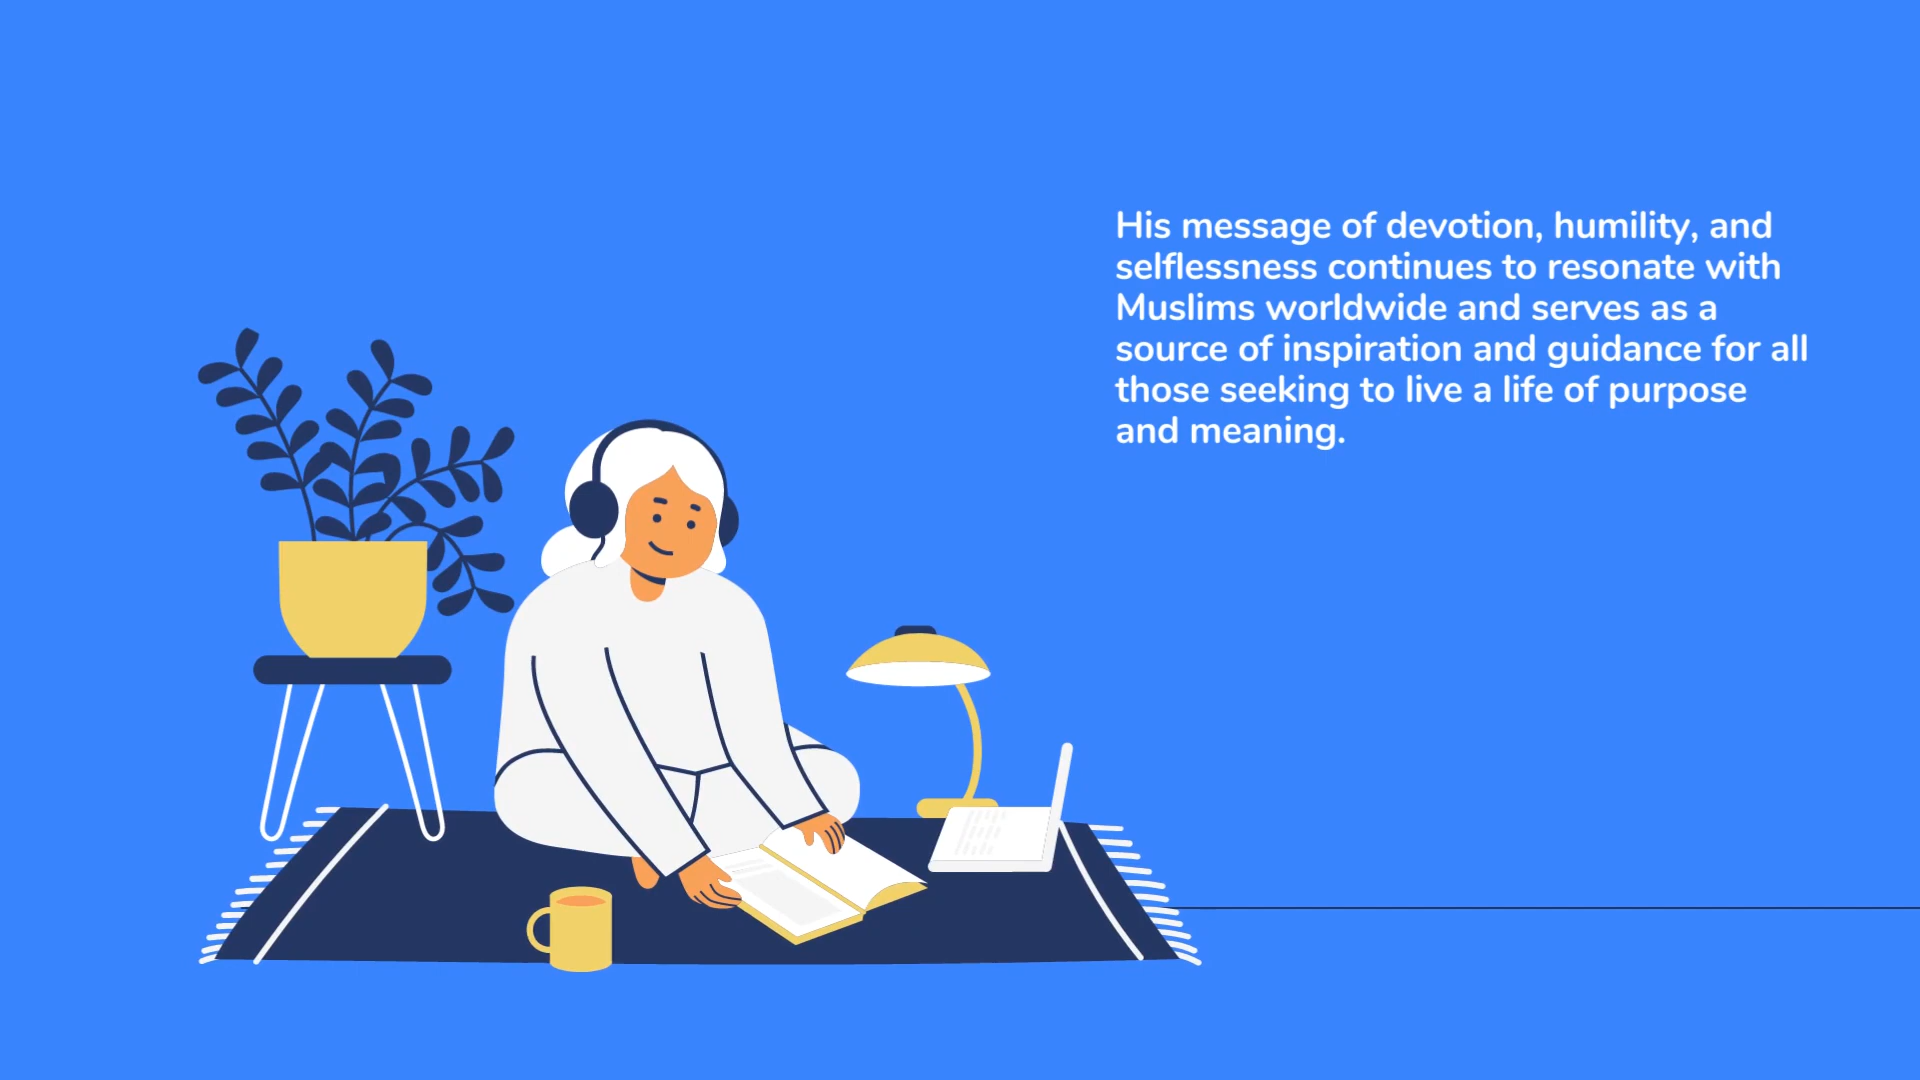 His message of devotion, humility, and
selflessness continues to resonate with
Muslims worldwide and serves as a
source of inspiration and guidance for all
those seeking to live a life of purpose
and meaning.